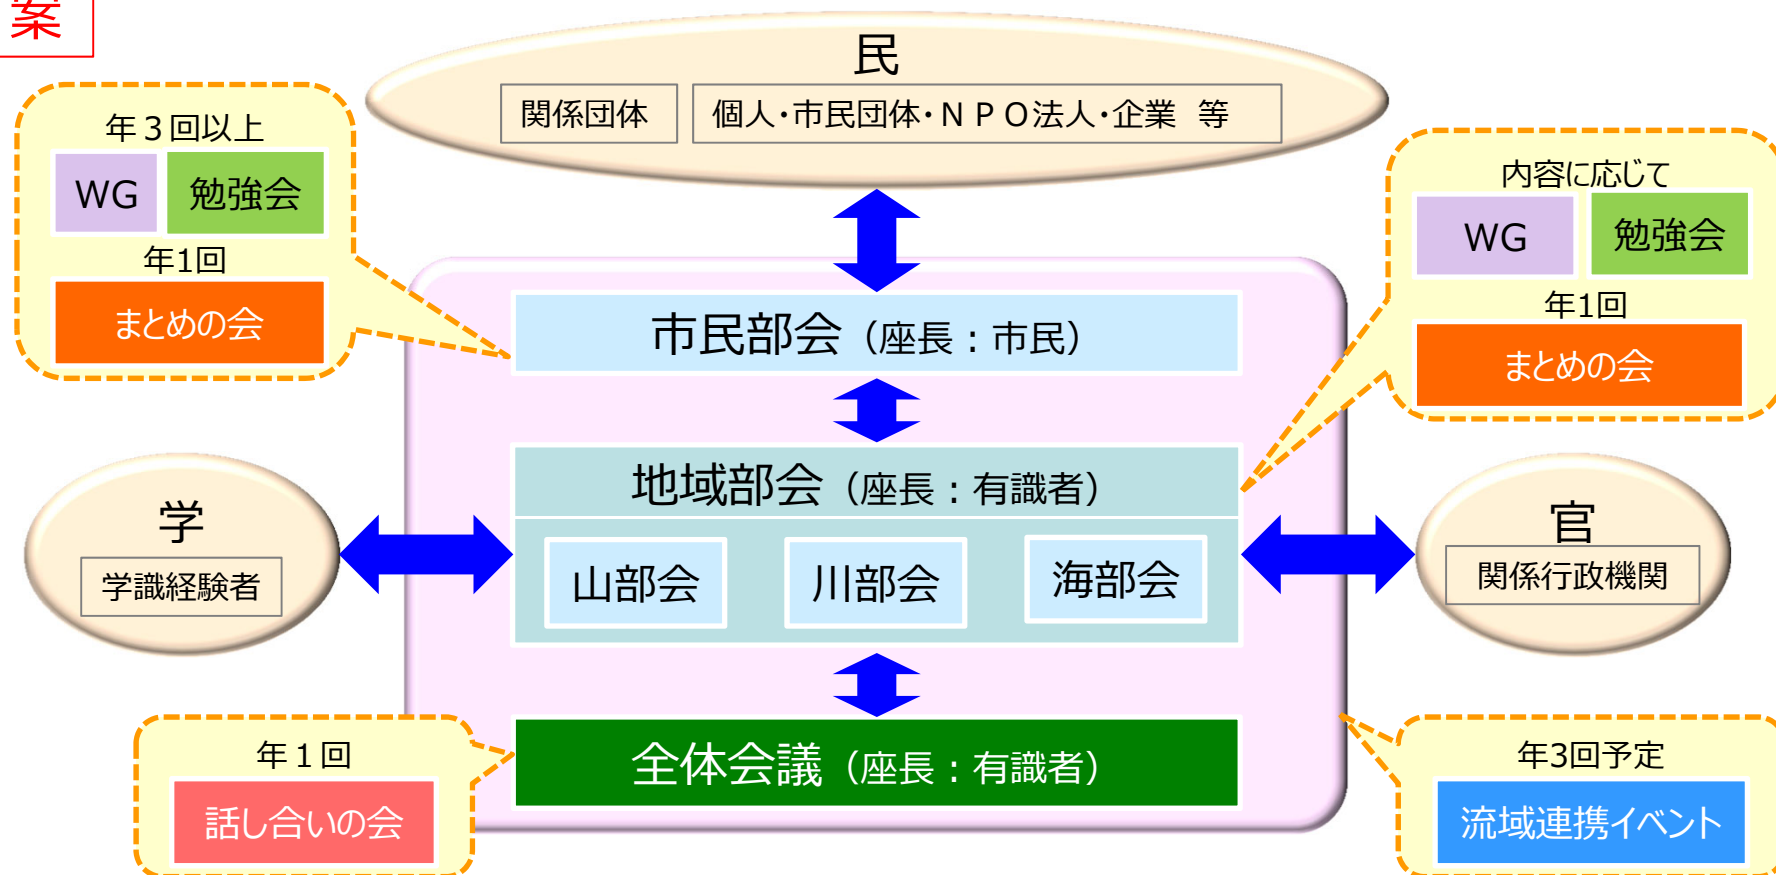 案
民
関係団体
個人・市民団体・ＮＰＯ法人・企業 等
年３回以上
WG
勉強会
年1回
まとめの会
内容に応じて
WG
勉強会
年1回
まとめの会
市民部会（座長：市民）
地域部会（座長：有識者）
山部会
川部会
海部会
学
学識経験者
官
関係行政機関
全体会議（座長：有識者）
年１回
話し合いの会
年3回予定
流域連携イベント